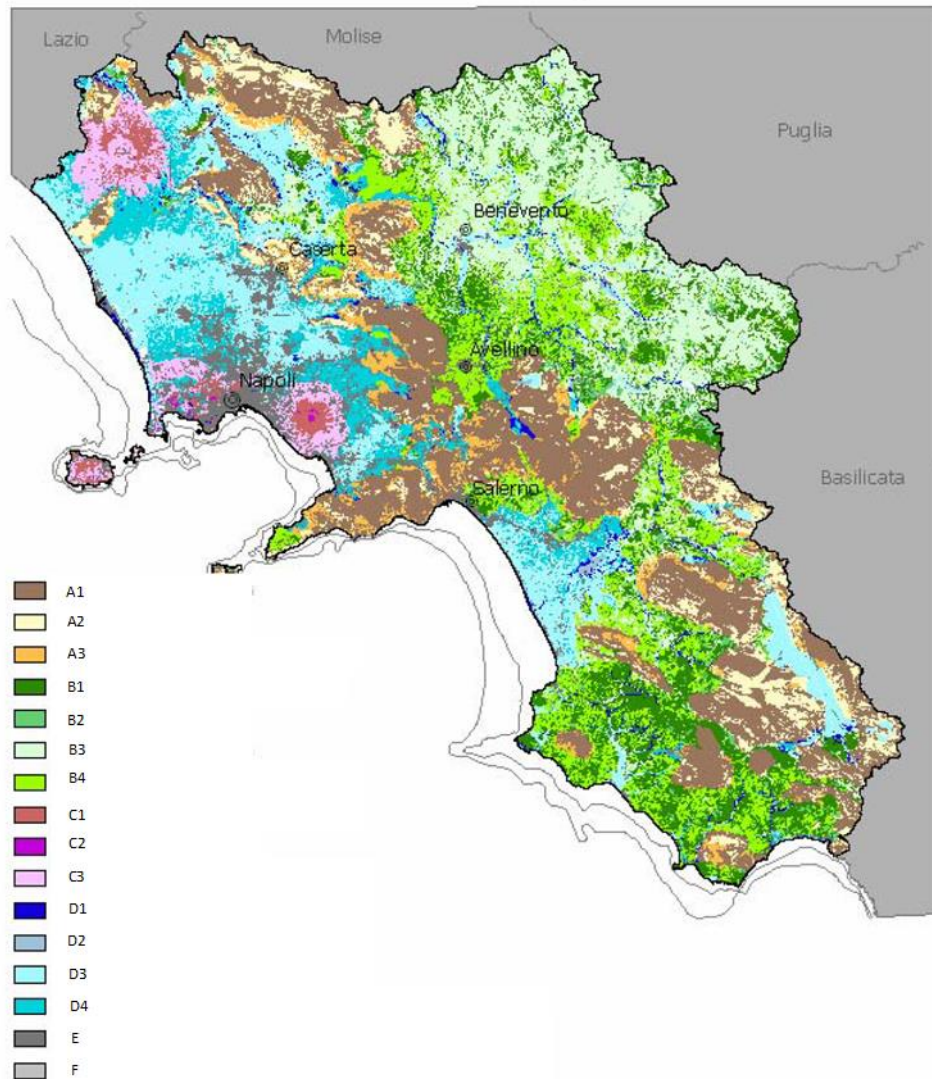 Lazio
Molise
Puglia
Benevento
Caserta
Avellino
Napoli
Basilicata
Salerno
A1
A2
A3
B1
B2
B3
B4
C1
C2
C3
D1
D2
D3
D4
E
F